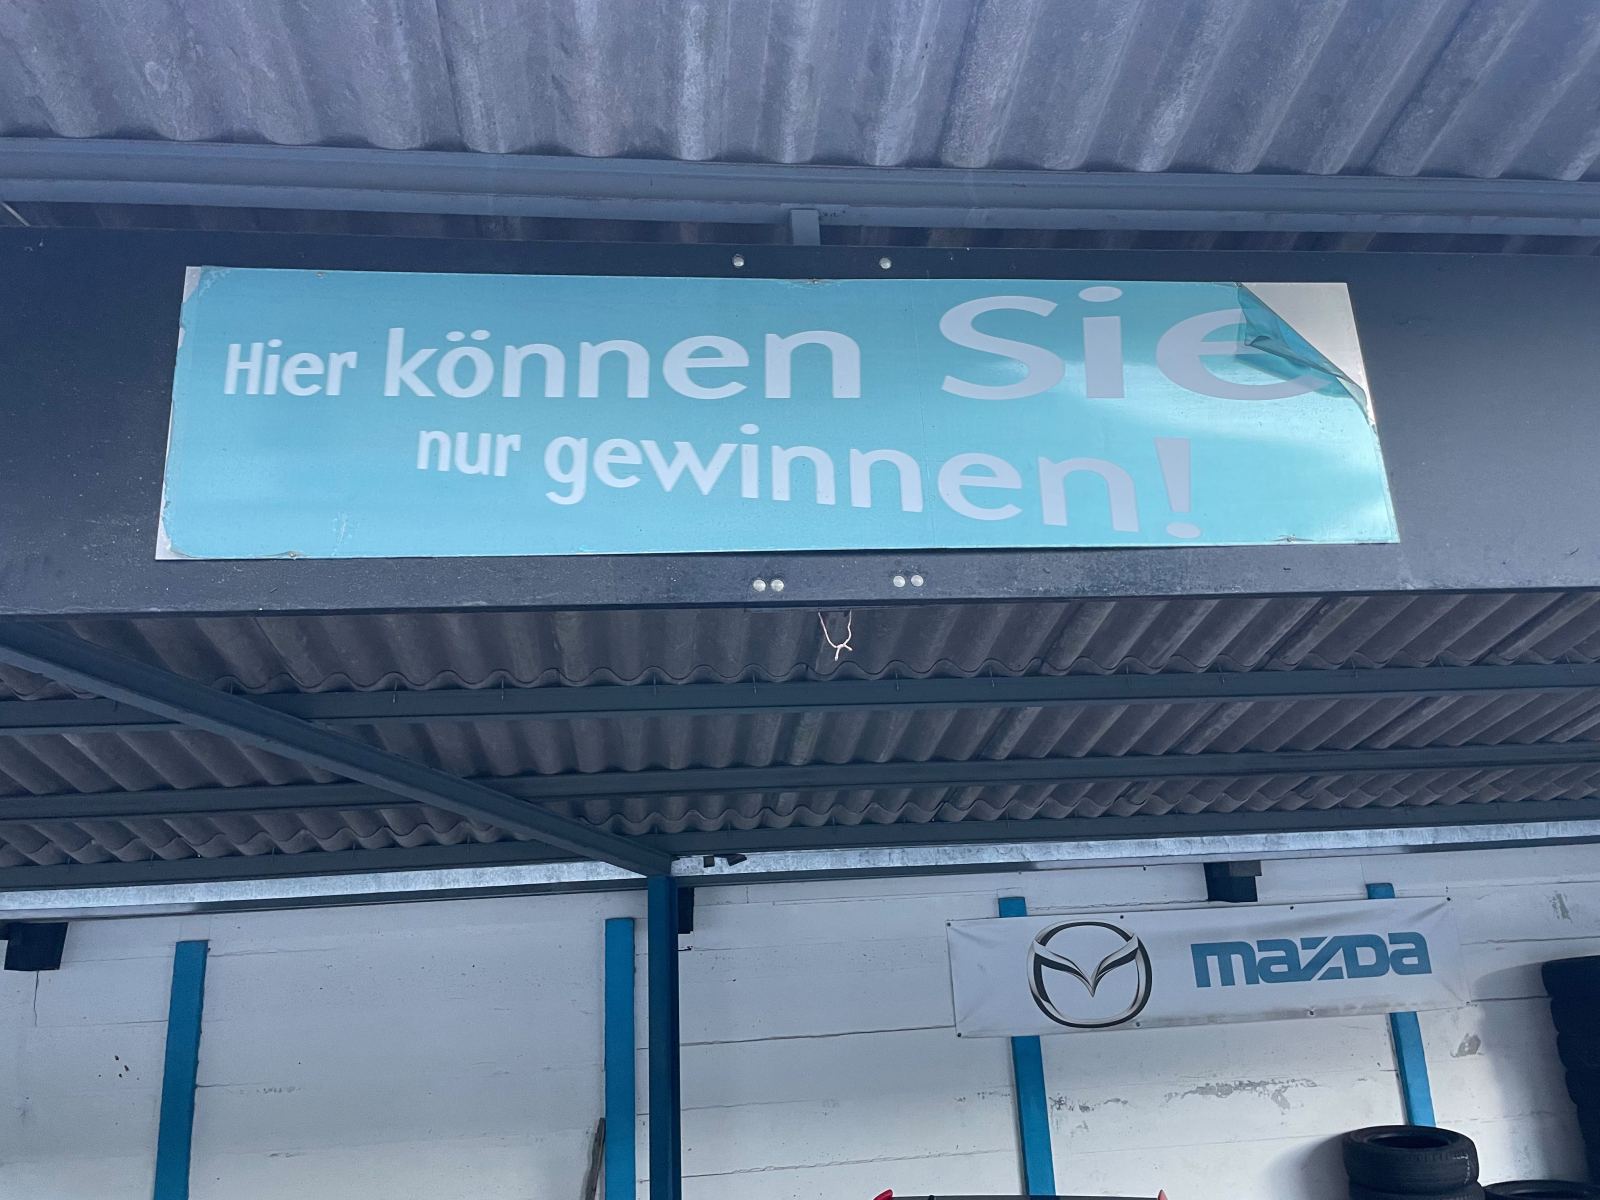 Hier können Sie
nur gewinnen!
mazda